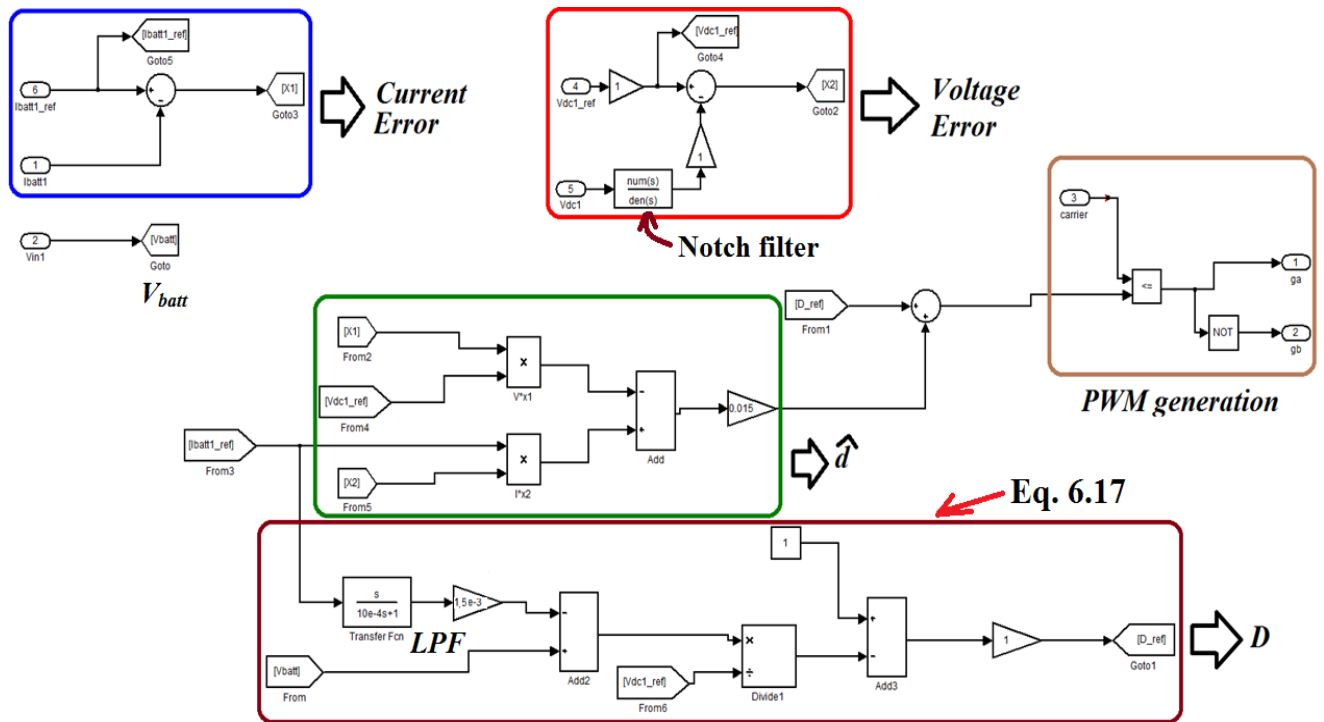 [Ibatt1_ref]
Goto5
6
Ibatt1_ref
+
-
[X1]
Goto3
1
Ibatt1
Current
Error
2
Vin1
[Vbatt]
Goto
Vbatt
[Vdc1_ref]
Goto4
4
Vdc1_ref
1
+
-
[X2]
Goto2
1
5
Vdc1
num(s)
den(s)
Notch filter
Voltage
Error
3
carrier
<=
1
ga
NOT
2
gb
PWM generation
[D_ref]
From1
+
+
[X1]
From2
[Vdc1_ref]
From4
×
V*x1
[Ibatt1_ref]
From3
[X2]
From5
×
I*x2
-
+
Add
0.015
^
d
Eq. 6.17
s
10e-4s+1
Transfer Fcn
1,5e-3
LPF
[Vbatt]
From
-
+
Add2
[Vdc1_ref]
From6
×
÷
Divide1
1
+
-
Add3
1
[D_ref]
Goto1
D